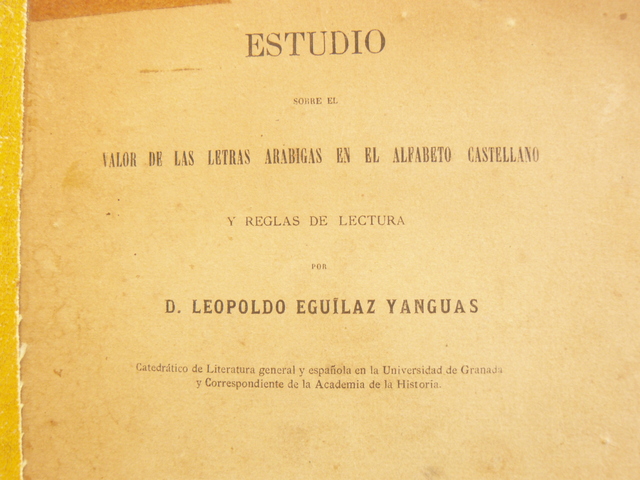 ESTUDIO
SOBRE EL
VALOR DE LAS LETRAS ARÁBIGAS EN EL ALFABETO CASTELLANO
Y REGLAS DE LECTURA
POR
D. LEOPOLDO EGUÍLAZ YANGUAS
Catedrático de Literatura general y española en la Universidad de Granada
y Correspondiente de la Academia de la Historia.